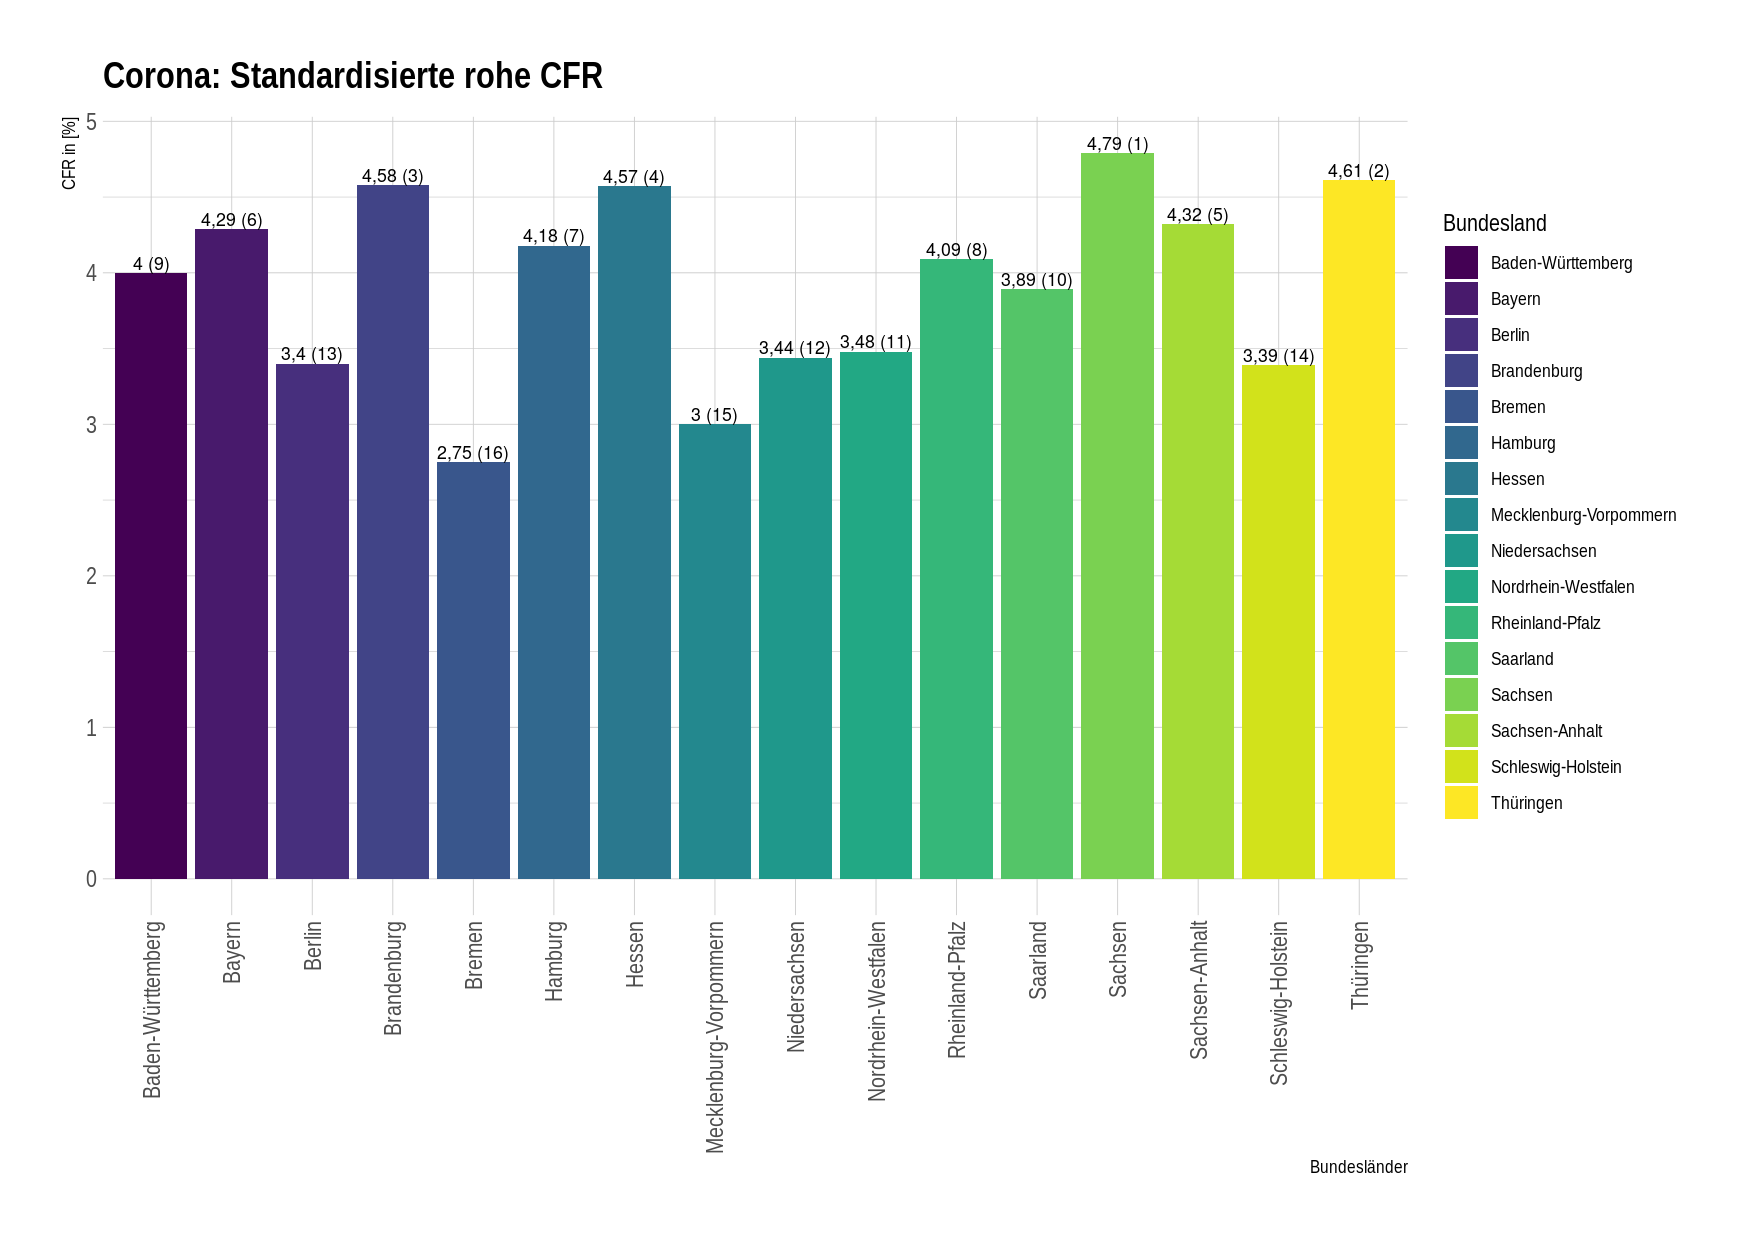 Corona: Standardisierte rohe CFR
CFR in [%]
5
4
3
2
1
0
4 (9)
4,29 (6)
3,4 (13)
4,58 (3)
2,75 (16)
4,18 (7)
4,57 (4)
3 (15)
3,44 (12)
3,48 (11)
4,09 (8)
3,89 (10)
4,79 (1)
4,32 (5)
3,39 (14)
4,61 (2)
Baden-Württemberg
Bayern
Berlin
Brandenburg
Bremen
Hamburg
Hessen
Mecklenburg-Vorpommern
Niedersachsen
Nordrhein-Westfalen
Rheinland-Pfalz
Saarland
Sachsen
Sachsen-Anhalt
Schleswig-Holstein
Thüringen
Bundesländer
Bundesland
Baden-Württemberg
Bayern
Berlin
Brandenburg
Bremen
Hamburg
Hessen
Mecklenburg-Vorpommern
Niedersachsen
Nordrhein-Westfalen
Rheinland-Pfalz
Saarland
Sachsen
Sachsen-Anhalt
Schleswig-Holstein
Thüringen